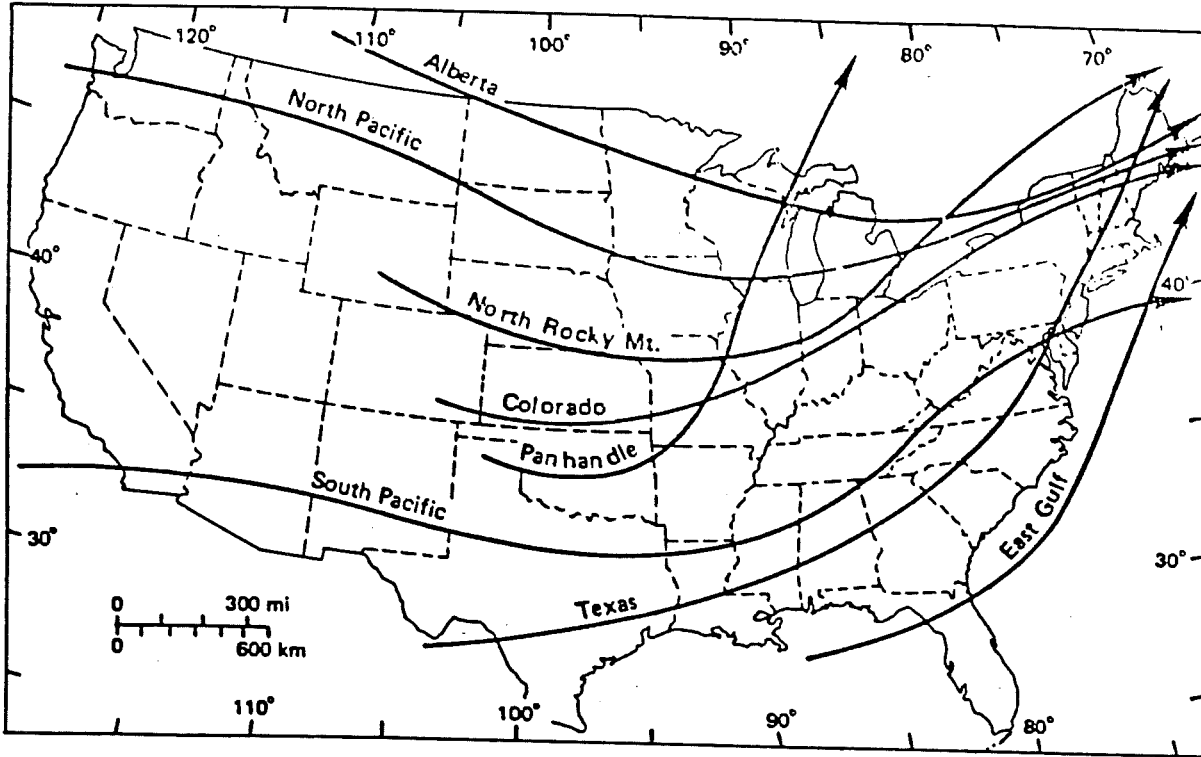 120°
110°
100°
90°
80°
70°
Alberta
North Pacific
40°
North Rocky Mt.
40°
Colorado
Panhandle
South Pacific
East Gulf
30°
30°
Texas
0 300 mi
0 600 km
110°
100°
90°
80°